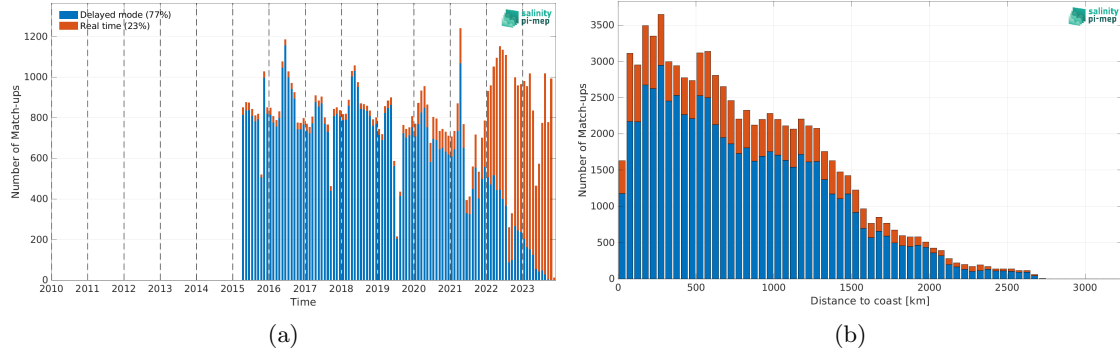 Delayed mode (77%)
Real time (23%)
salinity
pi-mep
Number of Match-ups
1200
1000
800
600
400
200
0
2010 2011 2012 2013 2014 2015 2016 2017 2018 2019 2020 2021 2022 2023
Time
(a)
salinity
pi-mep
Number of Match-ups
3500
3000
2500
2000
1500
1000
500
0
0 500 1000 1500 2000 2500 3000
Distance to coast [km]
(b)